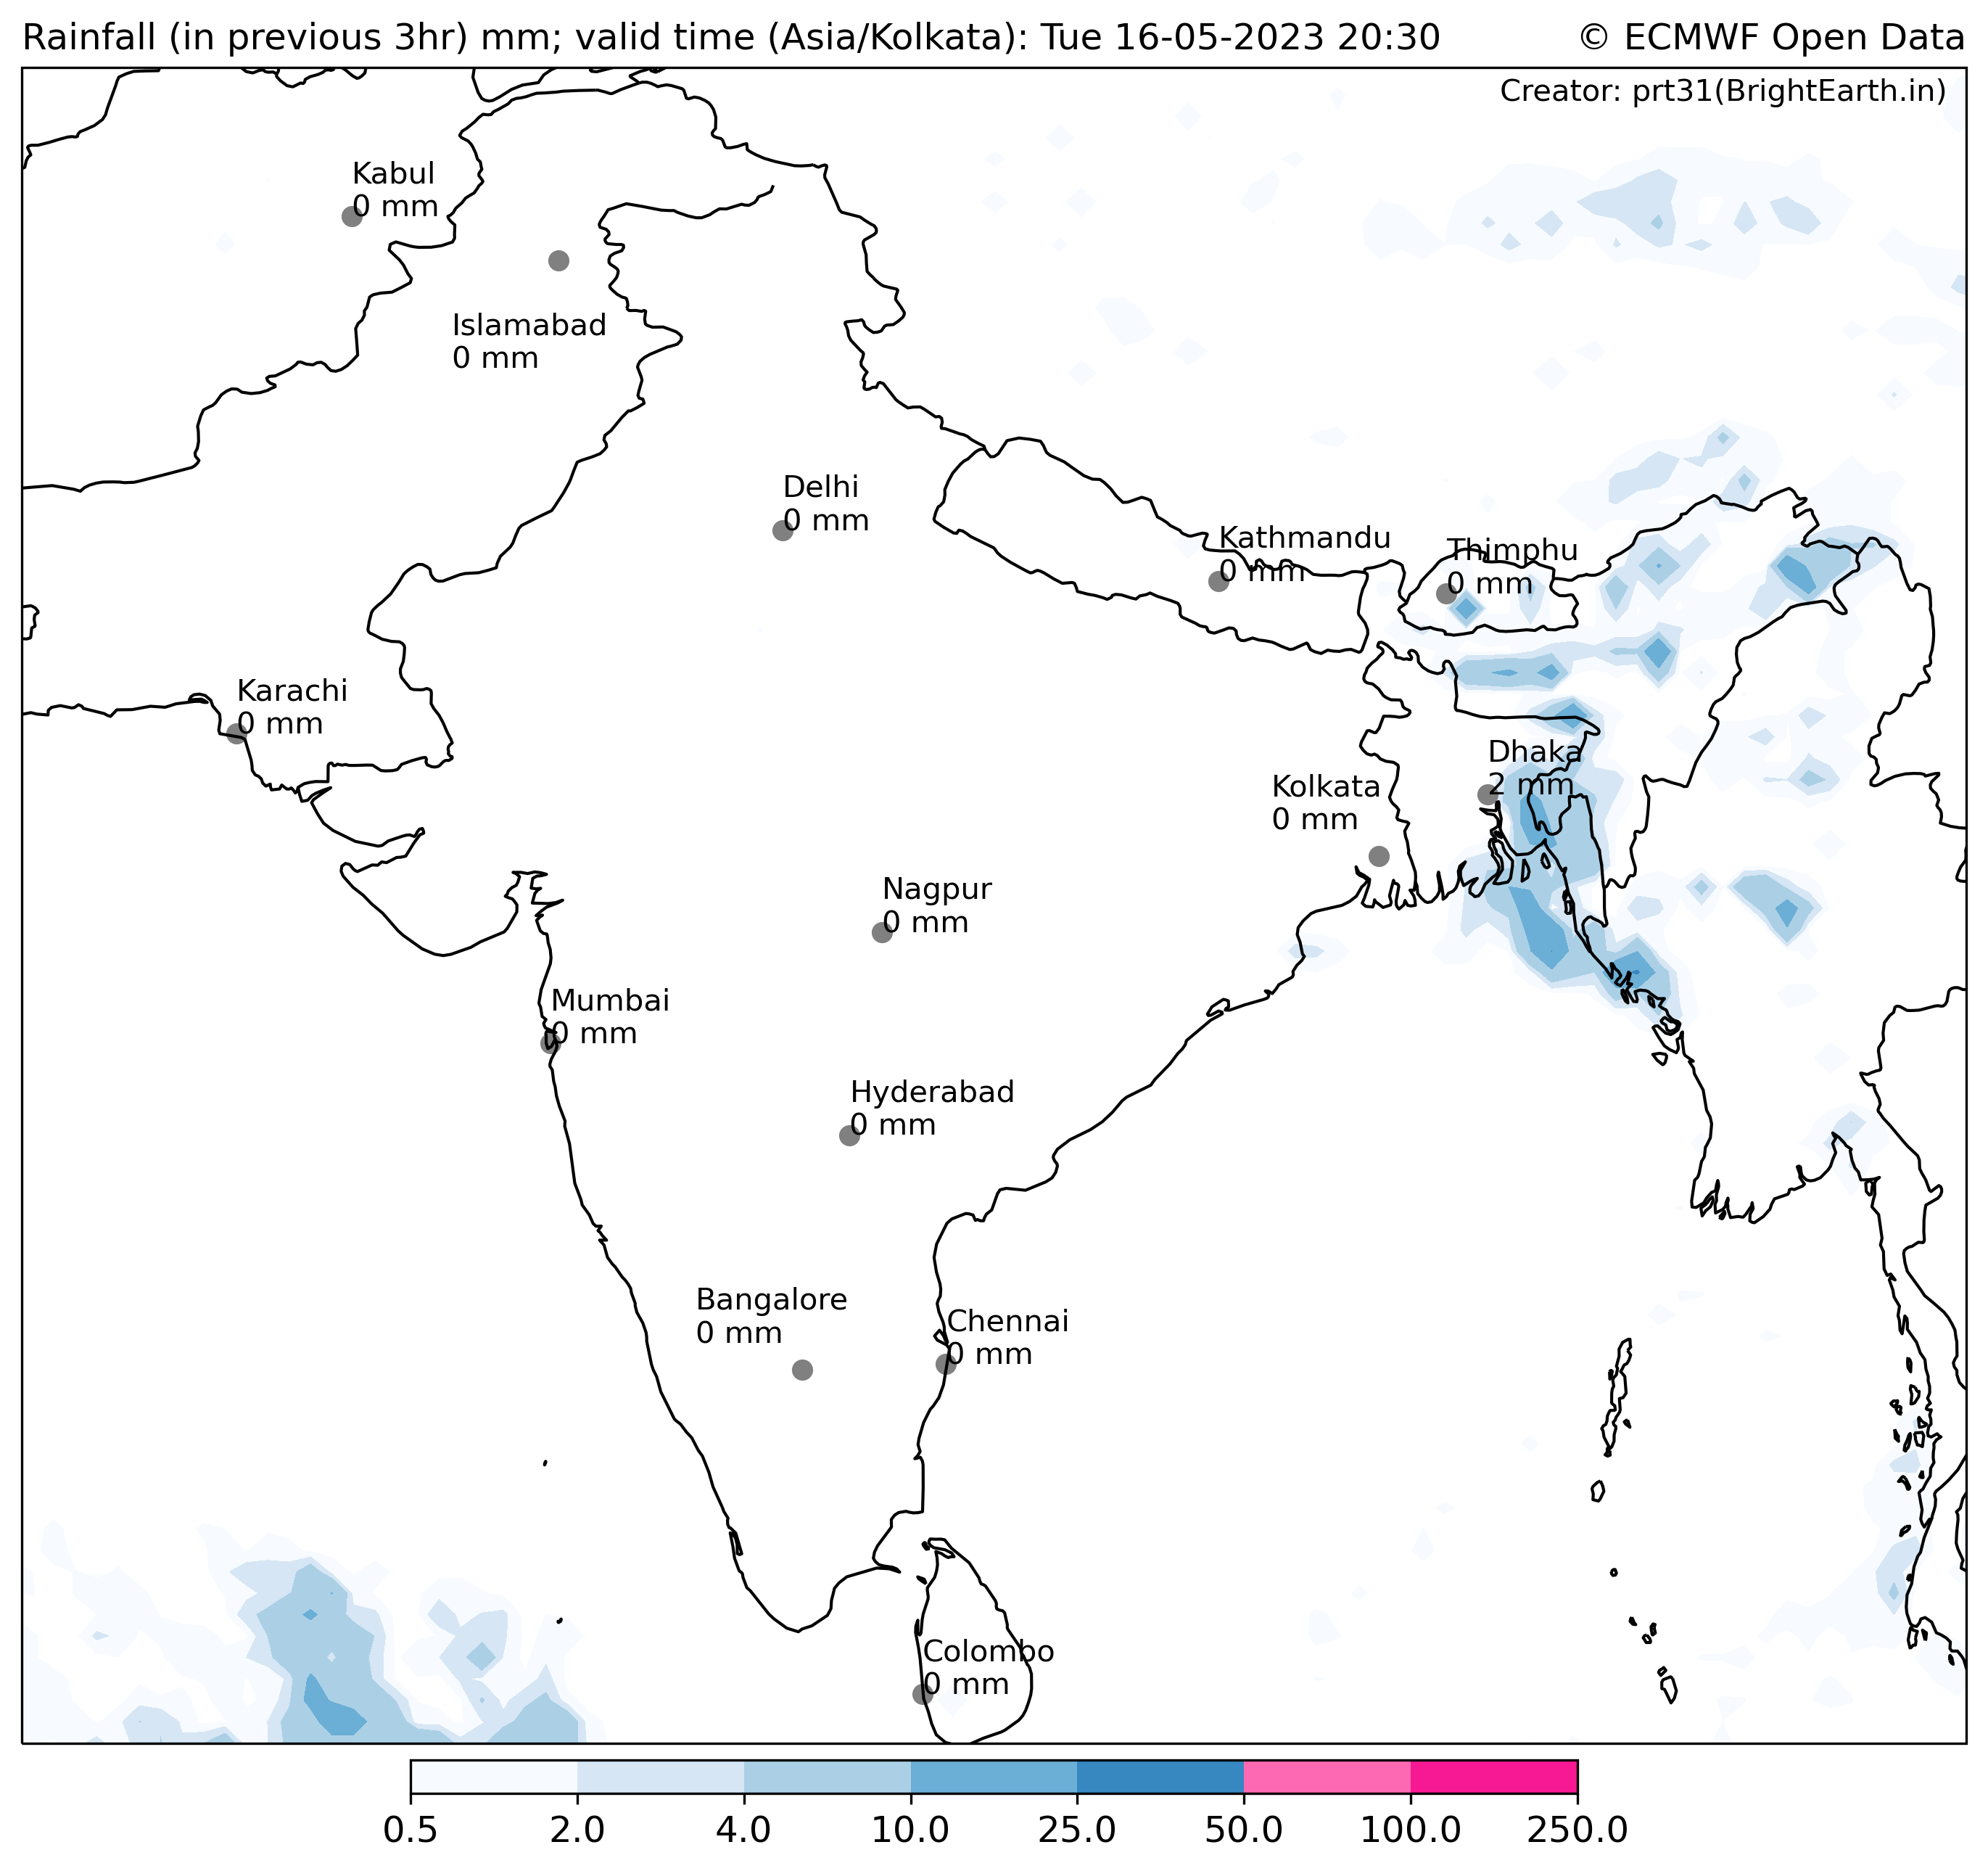 Rainfall (in previous 3hr) mm; valid time (Asia/Kolkata): Tue 16-05-2023 20:30
© ECMWF Open Data
Creator: prt31(BrightEarth.in)
Kabul
0 mm
Islamabad
0 mm
Delhi
0 mm
Kathmandu
0 mm
Thimphu
0 mm
Karachi
0 mm
Dhaka
2 mm
Kolkata
0 mm
Nagpur
0 mm
Mumbai
0 mm
Hyderabad
0 mm
Bangalore
0 mm
Chennai
0 mm
Colombo
0 mm
0.5 2.0 4.0 10.0 25.0 50.0 100.0 250.0